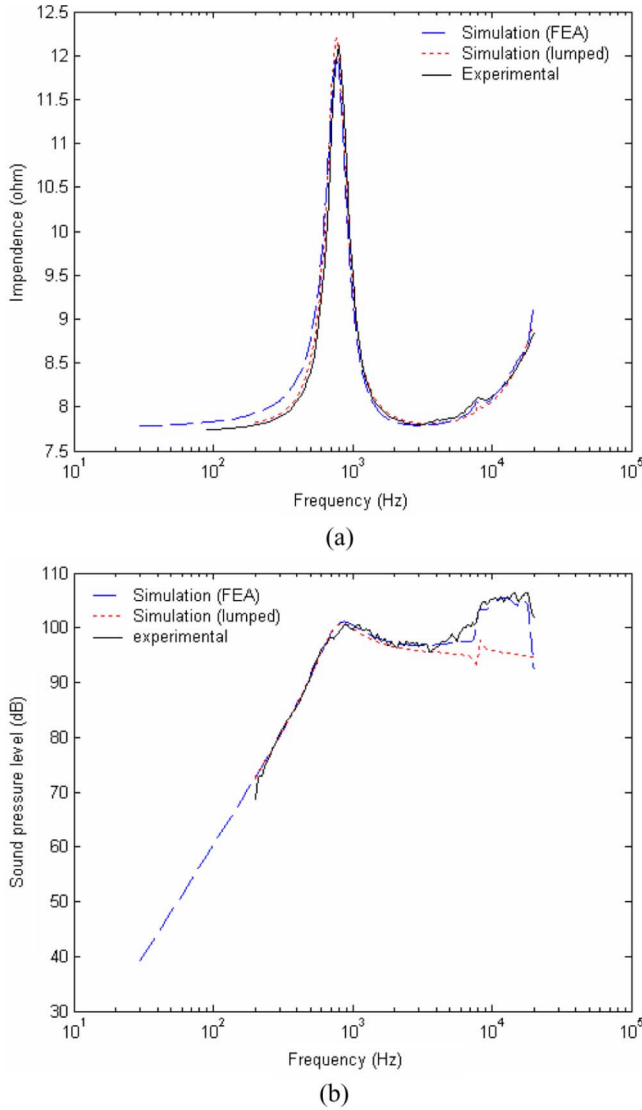 12.5
12
11.5
11
10.5
10
9.5
9
8.5
8
7.5
Impendence (ohm)
Simulation (FEA)
Simulation (lumped)
Experimental
10^1
10^2
10^3
10^4
10^5
Frequency (Hz)
(a)
110
100
90
80
70
60
50
40
30
Sound pressure level (dB)
Simulation (FEA)
Simulation (lumped)
experimental
10^1
10^2
10^3
10^4
10^5
Frequency (Hz)
(b)